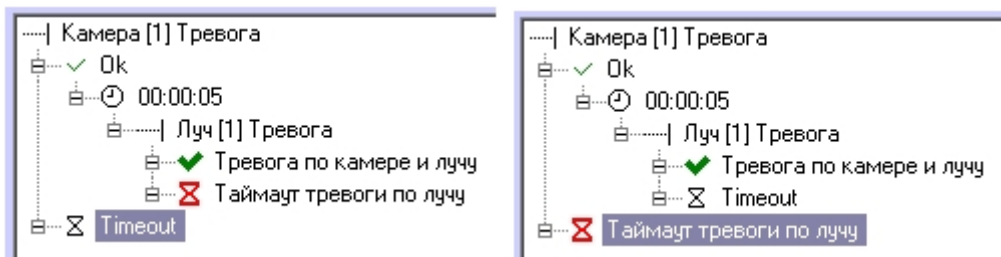 Камера [1] Тревога
Ok
00:00:05
Луч [1] Тревога
Тревога по камере и лучу
Таймаут тревоги по лучу
Timeout
Камера [1] Тревога
Ok
00:00:05
Луч [1] Тревога
Тревога по камере и лучу
Timeout
Таймаут тревоги по лучу